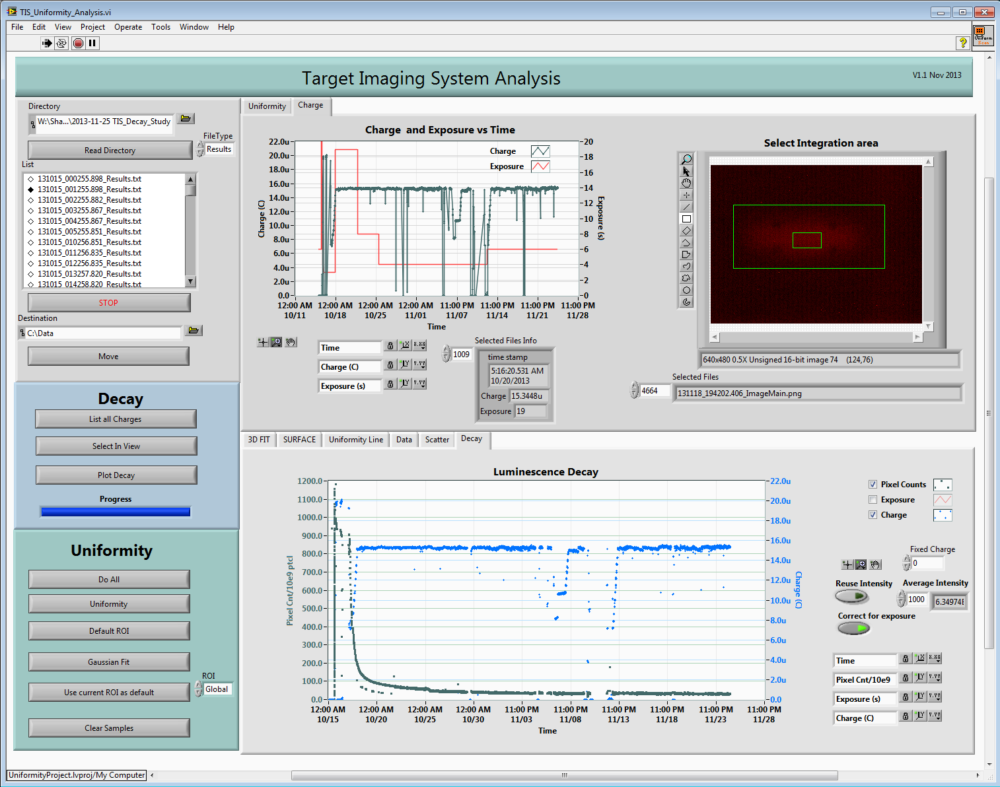 TIS_Uniformity_Analysis.vi
File Edit View Project Operate Tools Window Help
Uniform
Scan
Target Imaging System Analysis
V1.1 Nov 2013
Directory
W:\Sha...\2013-11-25 TIS_Decay_Study
FileType
Read Directory
Results
List
131015_000255.898_Results.txt
131015_001255.898_Results.txt
131015_002255.882_Results.txt
131015_003255.867_Results.txt
131015_004255.867_Results.txt
131015_005255.851_Results.txt
131015_010256.851_Results.txt
131015_011256.835_Results.txt
131015_012256.835_Results.txt
131015_013257.820_Results.txt
131015_014258.820_Results.txt
STOP
Destination
C:\Data
Move
Decay
List all Charges
Select In View
Plot Decay
Progress
Uniformity
Do All
Uniformity
Default ROI
Gaussian Fit
ROI
Use current ROI as default
Global
Clear Samples
Uniformity Charge
Charge and Exposure vs Time
22.0u 20.0u 18.0u 16.0u 14.0u 12.0u 10.0u 8.0u 6.0u 4.0u 2.0u 0.0
Charge (C)
Charge
Exposure
20 18 16 14 12 10 8 6 4 2 0
Exposure (s)
12:00 AM 12:00 AM 12:00 AM 12:00 AM 11:00 PM 11:00 PM 11:00 PM 11:00 PM
10/11 10/18 10/25 11/01 11/07 11/14 11/21 11/28
Time
Time
Charge (C)
Exposure (s)
Selected Files Info
1009
time stamp
5:16:20.531 AM
10/20/2013
Charge 15.3448u
Exposure 19
Select Integration area
640x480 0.5X Unsigned 16-bit image 74 (124,76)
Selected Files
4664
131118_194202.406_ImageMain.png
3D FIT SURFACE Uniformity Line Data Scatter Decay
Luminescence Decay
1200.0 1100.0 1000.0 900.0 800.0 700.0 600.0 500.0 400.0 300.0 200.0 100.0 0.0
Pixel Cnt/10e9 ptcl
22.0u 20.0u 18.0u 16.0u 14.0u 12.0u 10.0u 8.0u 6.0u 4.0u 2.0u 0.0
Charge (C)
12:00 AM 12:00 AM 12:00 AM 12:00 AM 11:00 PM 11:00 PM 11:00 PM 11:00 PM 11:00 PM 11:00 PM
10/15 10/20 10/25 10/30 11/03 11/08 11/13 11/18 11/23 11/28
Time
Pixel Counts
Exposure
Charge
Fixed Charge
0
Reuse Intensity Average Intensity
1000
Correct for exposure
Time
Pixel Cnt/10e9
Exposure (s)
Charge (C)
UniformityProject.lvproj/My Computer